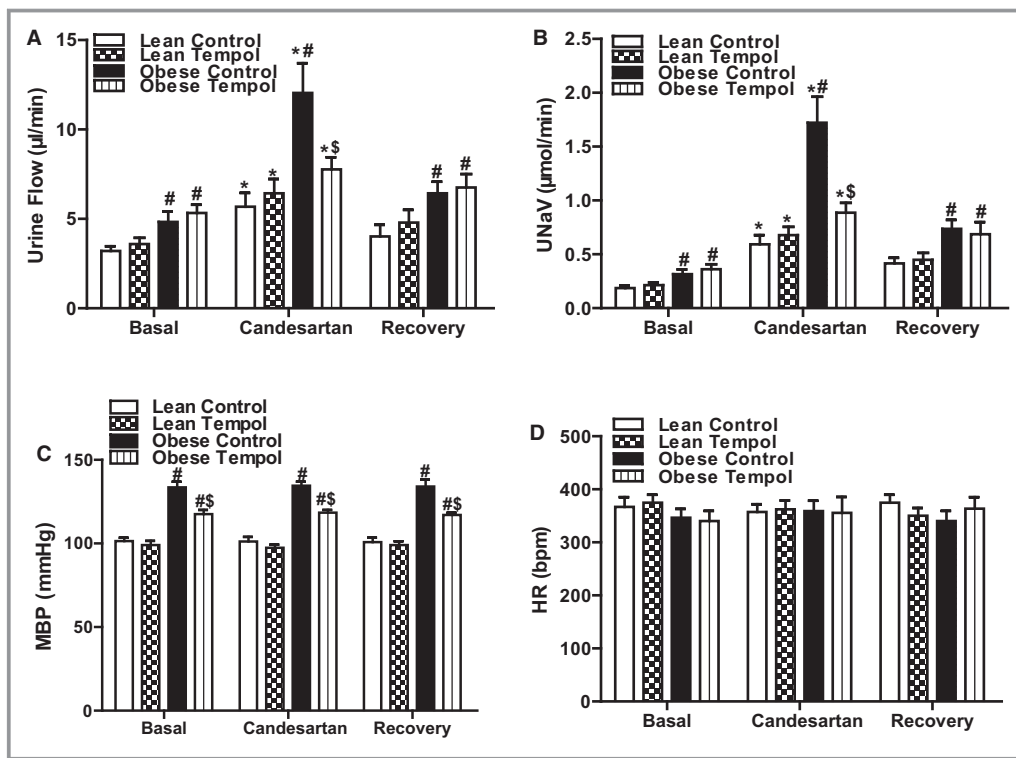 A
Lean Control
Lean Tempol
Obese Control
Obese Tempol
Urine Flow (µl/min)
15
10
5
0
# # * * *# *$ # #
Basal Candesartan Recovery
B
Lean Control
Lean Tempol
Obese Control
Obese Tempol
UNaV (µmol/min)
2.5
2.0
1.5
1.0
0.5
0.0
# # * * *# *$ # #
Basal Candesartan Recovery
C
Lean Control
Lean Tempol
Obese Control
Obese Tempol
MBP (mmHg)
150
100
50
0
# #$ # #$ # #$
Basal Candesartan Recovery
D
Lean Control
Lean Tempol
Obese Control
Obese Tempol
HR (bpm)
500
400
300
200
100
0
Basal Candesartan Recovery